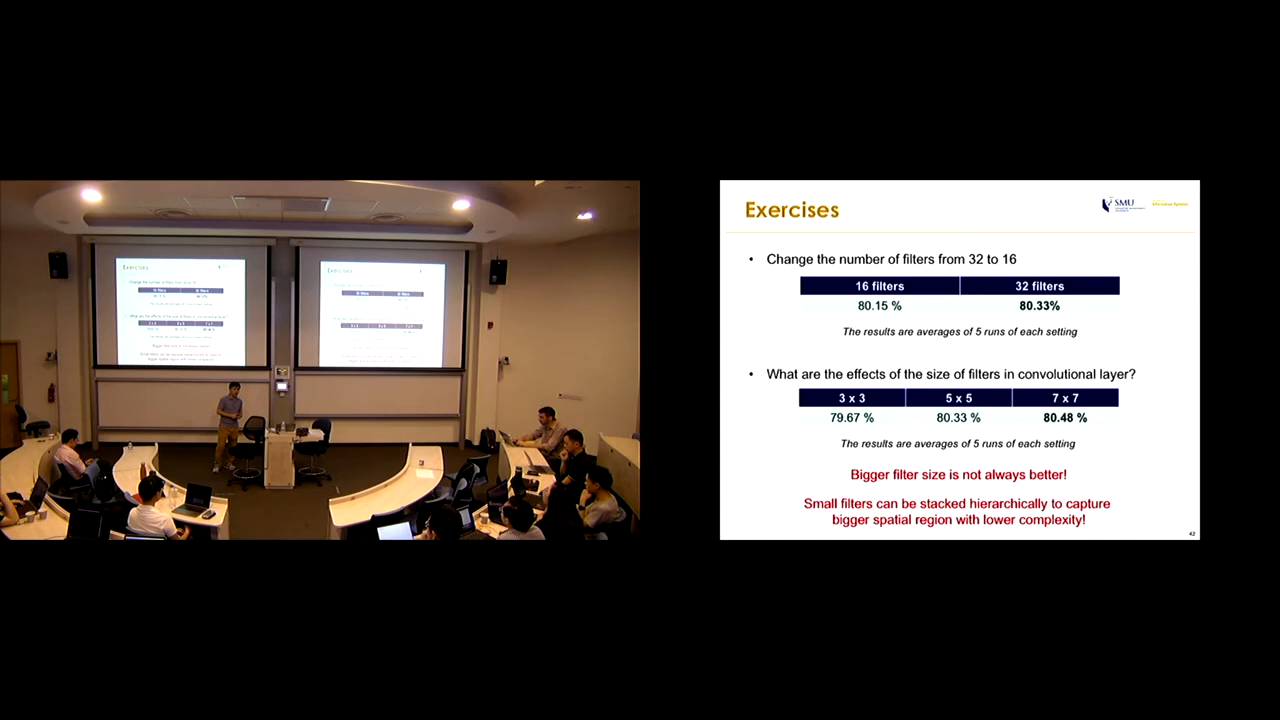 Exercises
SMU
• Change the number of filters from 32 to 16
16 filters 32 filters
80.15 % 80.33%
The results are averages of 5 runs of each setting
• What are the effects of the size of filters in convolutional layer?
3 x 3 5 x 5 7 x 7
79.67 % 80.33 % 80.48 %
The results are averages of 5 runs of each setting
Bigger filter size is not always better!
Small filters can be stacked hierarchically to capture
bigger spatial region with lower complexity!
42